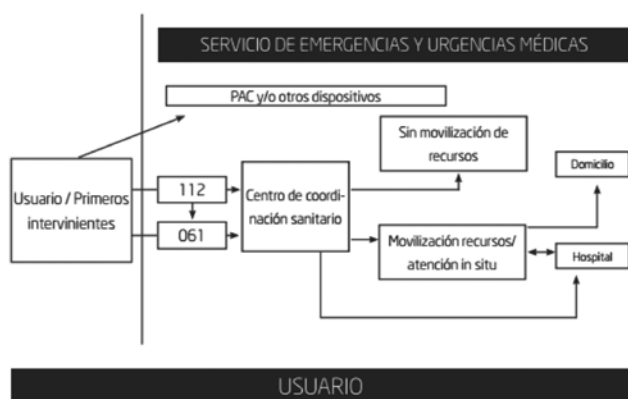 SERVICIO DE EMERGENCIAS Y URGENCIAS MÉDICAS
PAC y/o otros dispositivos
Sin movilización de
recursos
Domicilio
Usuario / Primeros
intervinientes
112
061
Centro de coordi-
nación sanitario
Movilización recursos/
atención in situ
Hospital
USUARIO